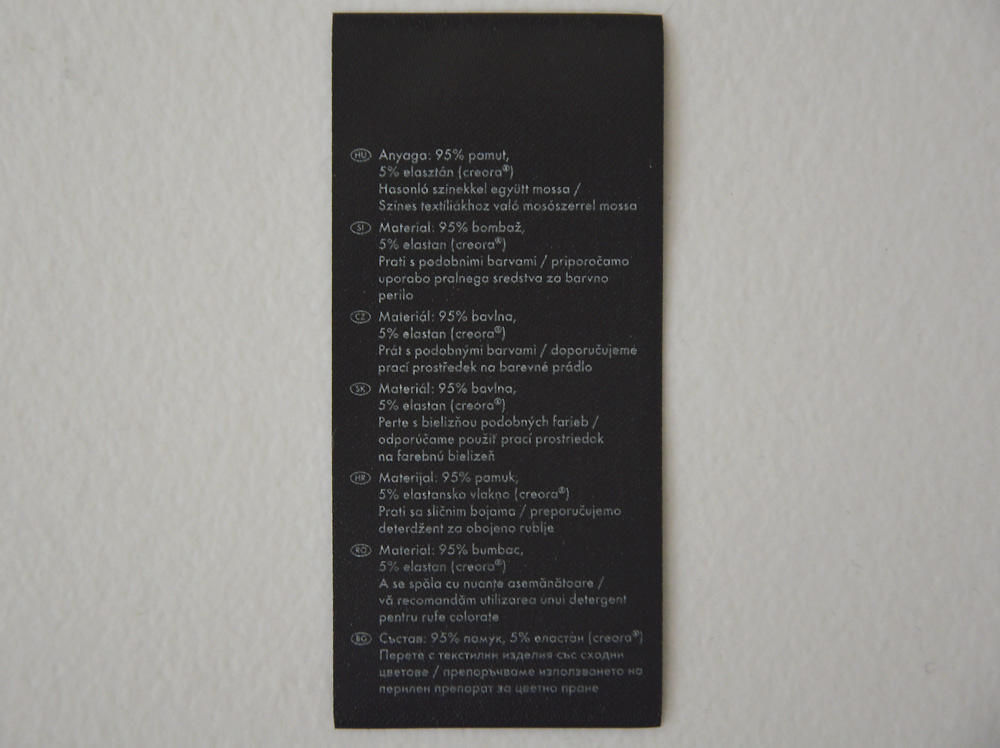 HU Anyaga: 95% pamut,
5% elasztán (creora®)
Hasonló színekkel együtt mossa /
Színes textíliákhoz való mosószerrel mossa
SI Material: 95% bombaž,
5% elastan (creora®)
Prati s podobnimi barvami / priporočamo
uporabo pralnega sredstva za barvno
perilo
CZ Materiál: 95% bavlna,
5% elastan (creora®)
Prát s podobnými barvami / doporučujeme
prací prostředek na barevné prádlo
SK Materiál: 95% bavlna,
5% elastan (creora®)
Perte s bielizňou podobných farieb /
odporúčame použiť prací prostriedok
na farebnú bielizeň
HR Materijal: 95% pamuk,
5% elastansko vlakno (creora®)
Prati sa sličnim bojama / preporučujemo
deterdžent za obojeno rublje
RO Material: 95% bumbac,
5% elastan (creora®)
A se spăla cu nuanțe asemănătoare /
vă recomandăm utilizarea unui detergent
pentru rufe colorate
BG Състав: 95% памук, 5% еластан (creora®)
Перете с текстилни изделия със сходни
цветове / препоръчваме използването на
перилен препарат за цветно пране